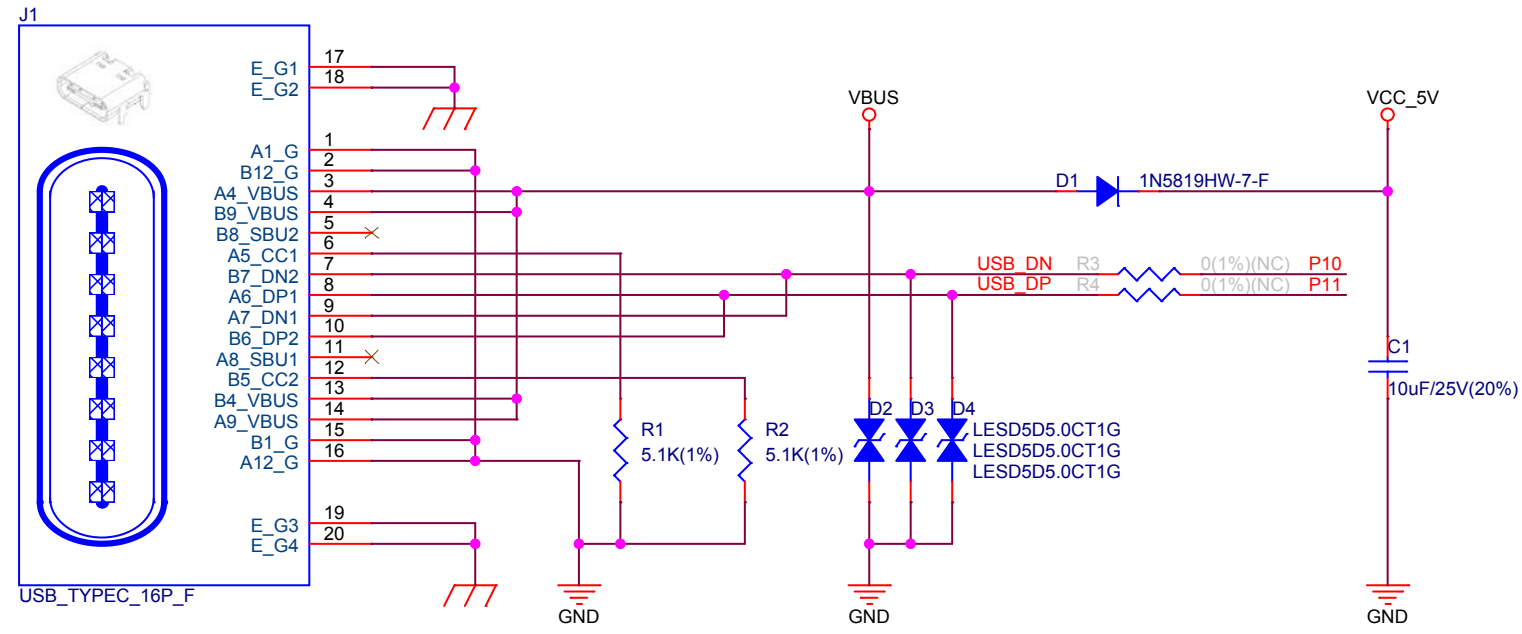 J1
E_G1 17
E_G2 18
A1_G 1
B12_G 2
A4_VBUS 3
B9_VBUS 4
B8_SBU2 5
A5_CC1 6
B7_DN2 7
A6_DP1 8
A7_DN1 9
B6_DP2 10
A8_SBU1 11
B5_CC2 12
B4_VBUS 13
A9_VBUS 14
B1_G 15
A12_G 16
E_G3 19
E_G4 20
USB_TYPEC_16P_F
R1
5.1K(1%)
R2
5.1K(1%)
GND
VBUS
D1 1N5819HW-7-F
USB_DN R3 0(1%)(NC) P10
USB_DP R4 0(1%)(NC) P11
D2 D3 D4
LESD5D5.0CT1G
LESD5D5.0CT1G
LESD5D5.0CT1G
GND
VCC_5V
C1
10uF/25V(20%)
GND